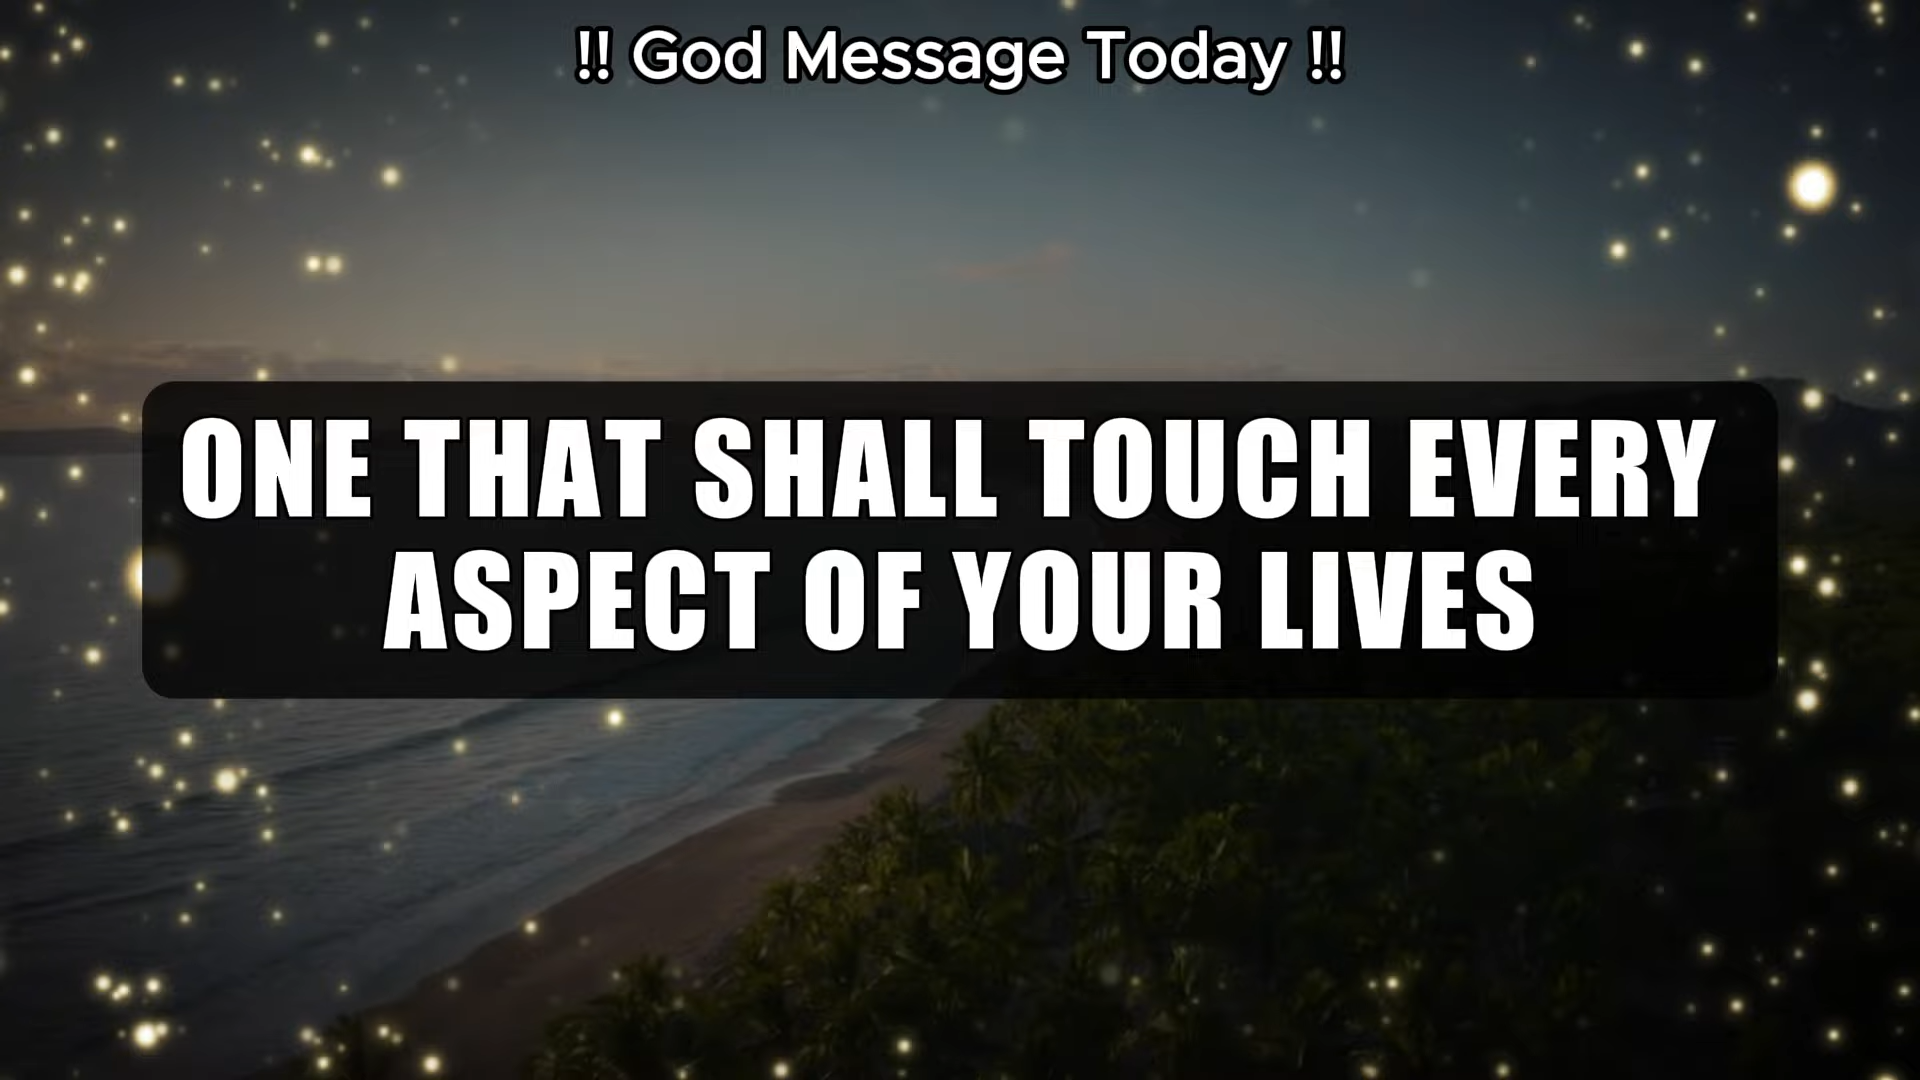 !! God Message Today !!
ONE THAT SHALL TOUCH EVERY
ASPECT OF YOUR LIVES